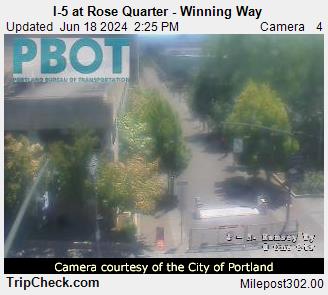 I-5 at Rose Quarter - Winning Way
Updated Jun 18 2024 2:25 PM Camera 4
PBOT
PORTLAND BUREAU OF TRANSPORTATION
Camera courtesy of the City of Portland
TripCheck.com Milepost302.00